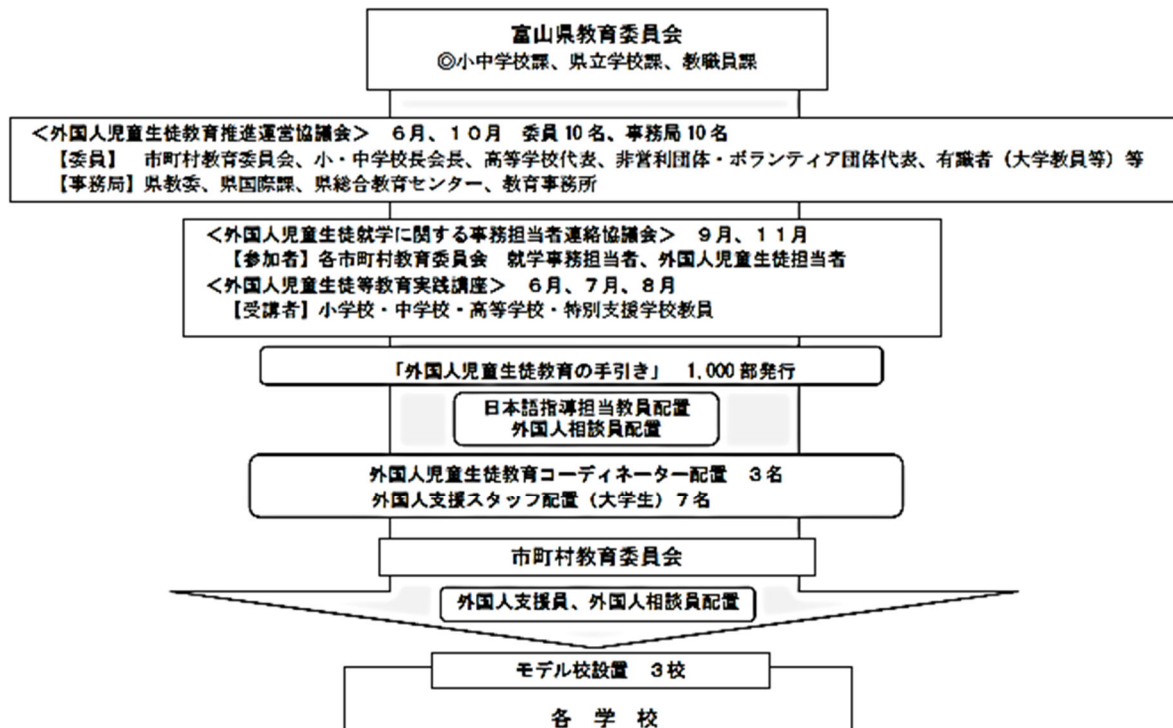 富山県教育委員会
◎小中学校課、県立学校課、教職員課
＜外国人児童生徒教育推進運営協議会＞　６月、１０月　委員10名、事務局10名
【委員】　市町村教育委員会、小・中学校長会長、高等学校代表、非営利団体・ボランティア団体代表、有識者（大学教員等）等
【事務局】県教委、県国際課、県総合教育センター、教育事務所
＜外国人児童生徒就学に関する事務担当者連絡協議会＞　９月、１１月
【参加者】各市町村教育委員会　就学事務担当者、外国人児童生徒担当者
＜外国人児童生徒等教育実践講座＞　６月、７月、８月
【受講者】小学校・中学校・高等学校・特別支援学校教員
「外国人児童生徒教育の手引き」　1,000部発行
日本語指導担当教員配置
外国人相談員配置
外国人児童生徒教育コーディネーター配置　３名
外国人支援スタッフ配置（大学生）７名
市町村教育委員会
外国人支援員、外国人相談員配置
モデル校設置　３校
各　学　校